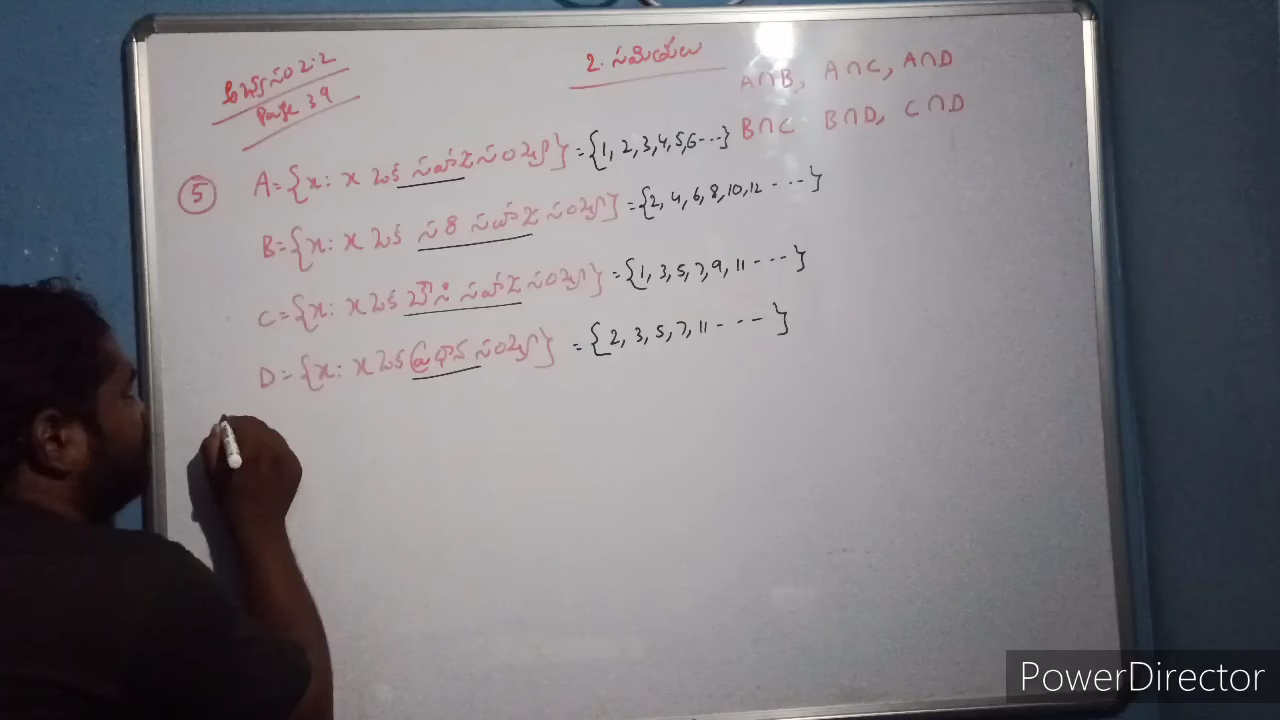 అభ్యాసం 2.2
Page 39
2. సమితులు
A∩B, A∩C, A∩D
B∩C B∩D, C∩D
5 A={x: x ఒక సహజ సంఖ్య} = {1, 2, 3, 4, 5, 6 ---}
B={x: x ఒక సరి సహజ సంఖ్య} = {2, 4, 6, 8, 10, 12 - ---}
C={x: x ఒక బేసి సహజ సంఖ్య} = {1, 3, 5, 7, 9, 11 ----}
D={x: x ఒక ప్రధాన సంఖ్య} = {2, 3, 5, 7, 11 - - - -}
PowerDirector